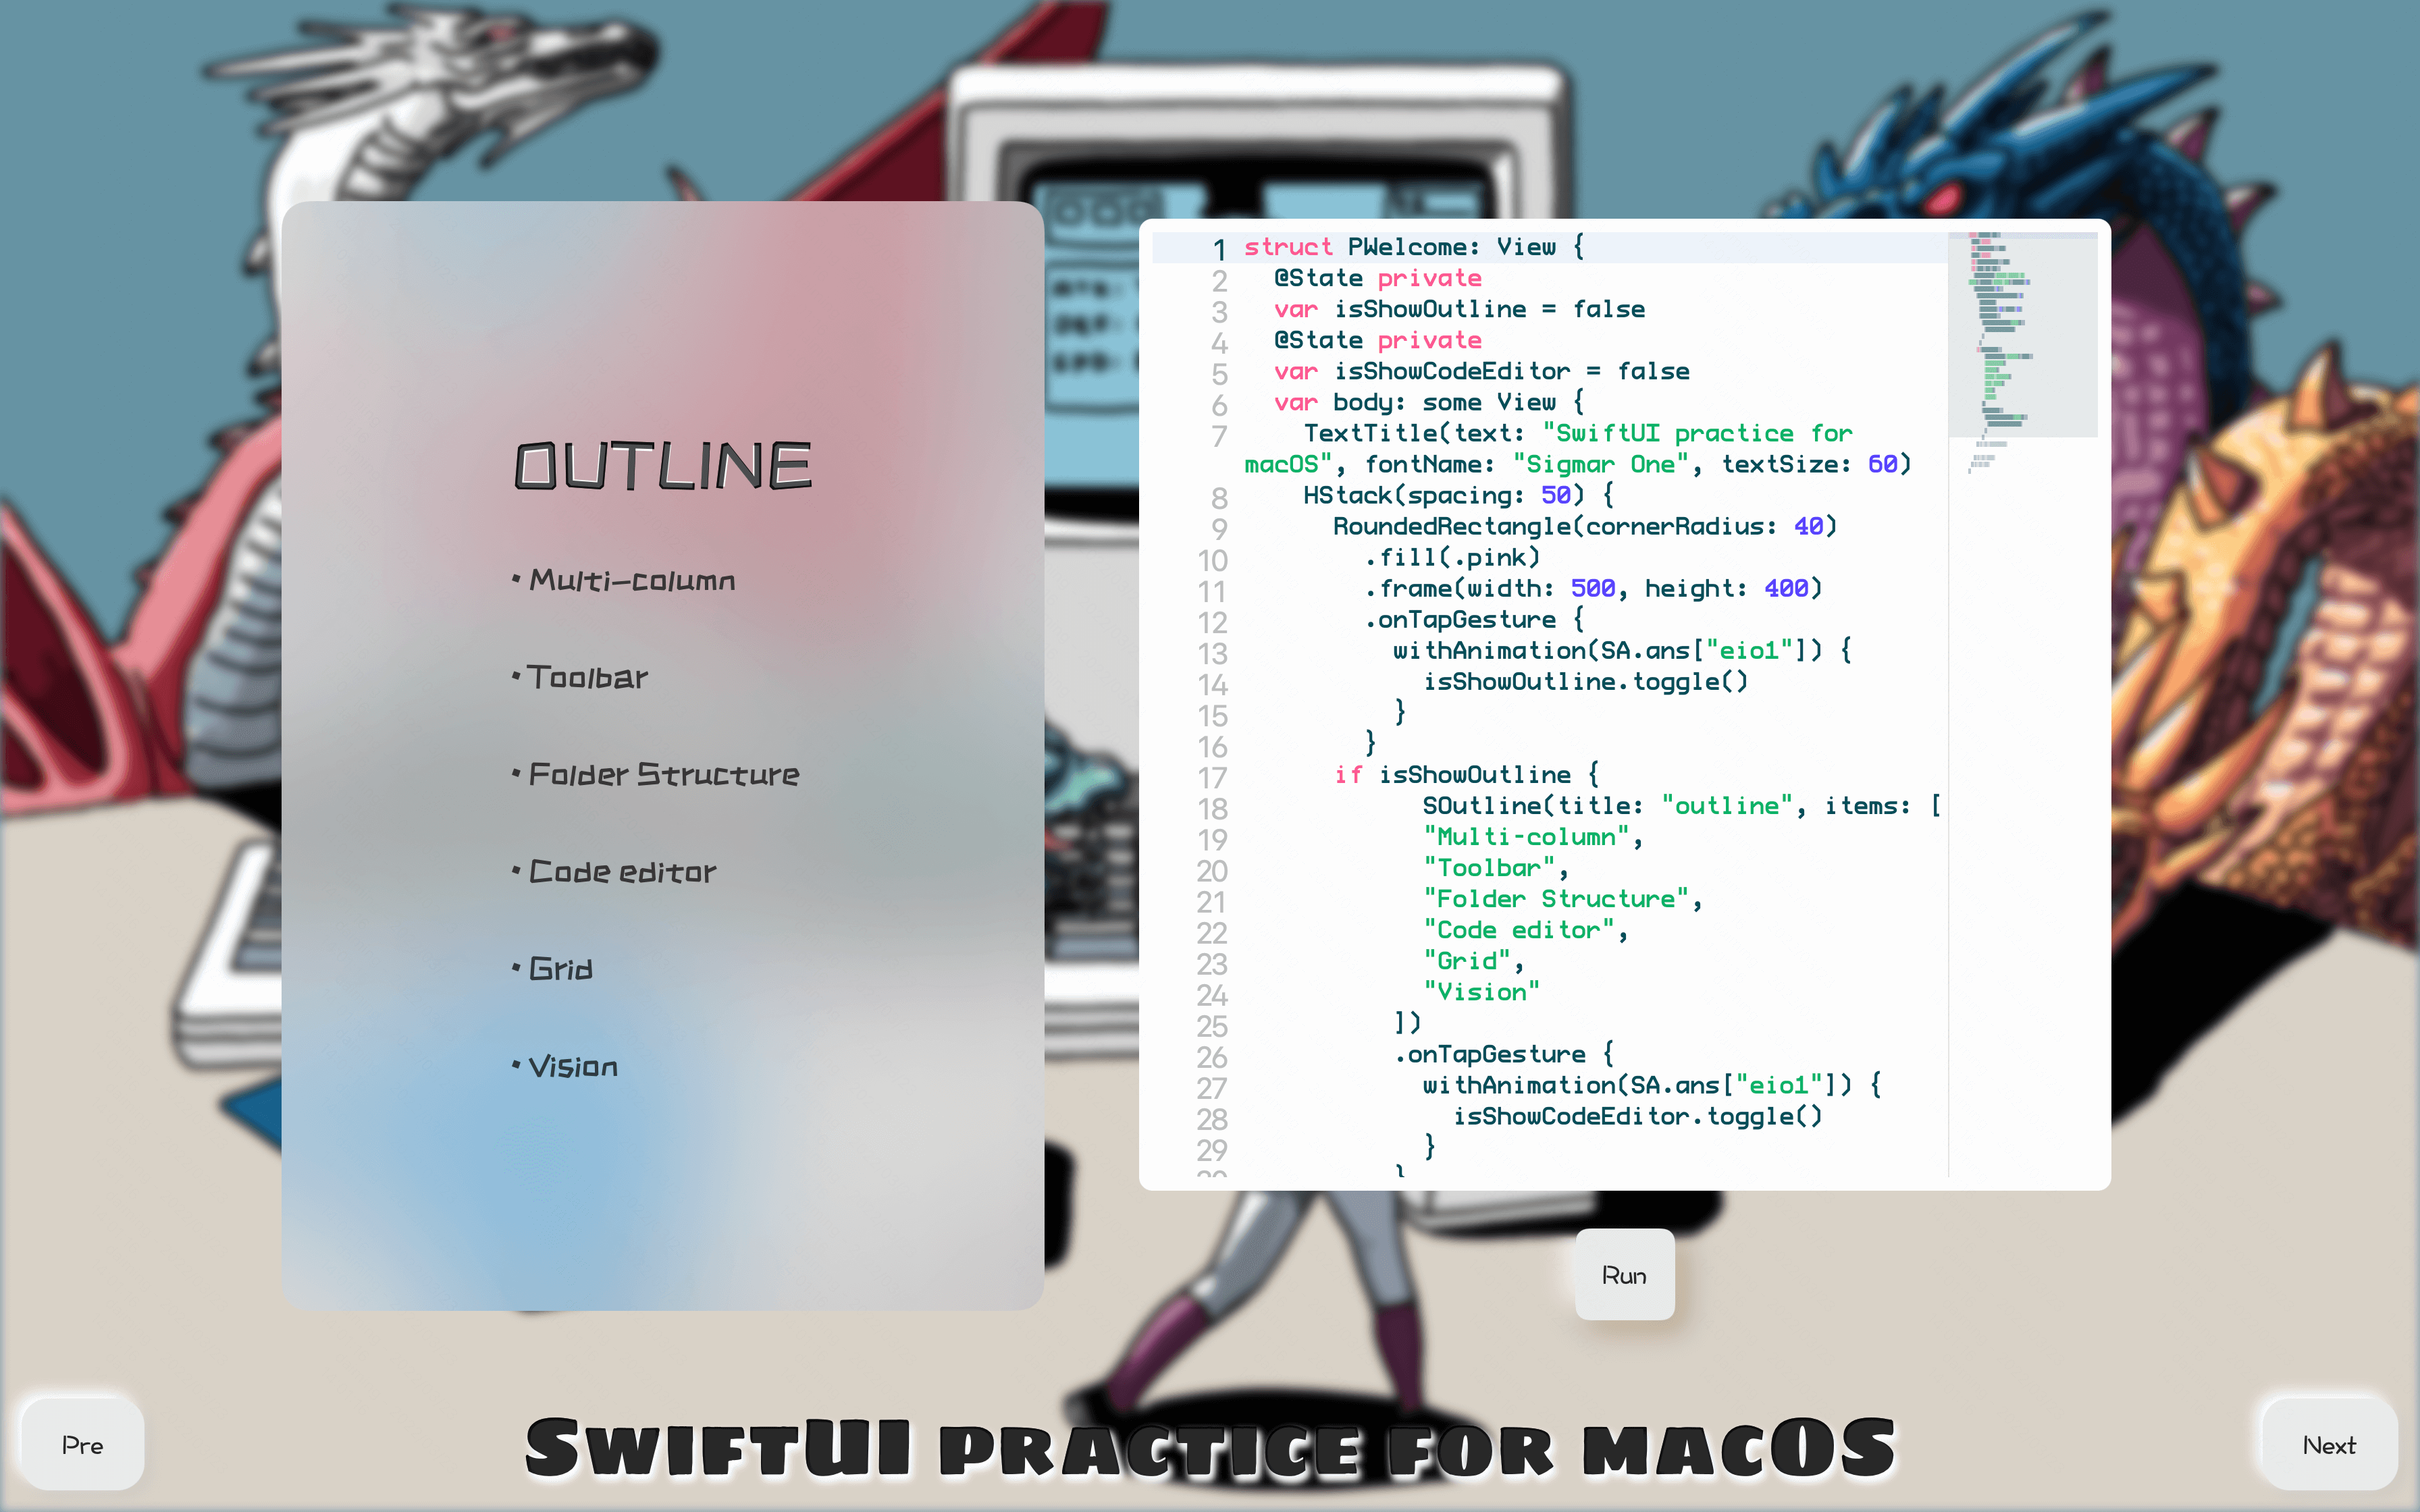 OUTLINE
• Multi-column
• Toolbar
• Folder Structure
• Code editor
• Grid
• Vision
1 struct PWelcome: View {
2 @State private
3 var isShowOutline = false
4 @State private
5 var isShowCodeEditor = false
6 var body: some View {
7 TextTitle(text: "SwiftUI practice for
macOS", fontName: "Sigmar One", textSize: 60)
8 HStack(spacing: 50) {
9 RoundedRectangle(cornerRadius: 40)
10 .fill(.pink)
11 .frame(width: 500, height: 400)
12 .onTapGesture {
13 withAnimation(SA.ans["eio1"]) {
14 isShowOutline.toggle()
15 }
16 }
17 if isShowOutline {
18 SOutline(title: "outline", items: [
19 "Multi-column",
20 "Toolbar",
21 "Folder Structure",
22 "Code editor",
23 "Grid",
24 "Vision"
25 ])
26 .onTapGesture {
27 withAnimation(SA.ans["eio1"]) {
28 isShowCodeEditor.toggle()
29 }
Run
Pre
SwiftUI practice for macOS
Next